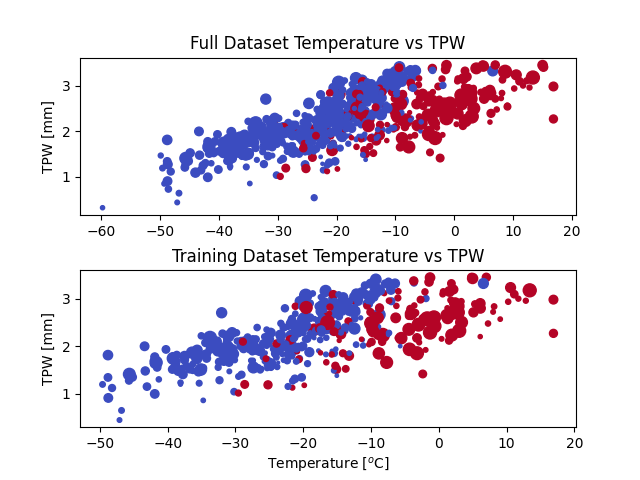 Full Dataset Temperature vs TPW
TPW [mm]
3
2
1
−60 −50 −40 −30 −20 −10 0 10 20
Training Dataset Temperature vs TPW
TPW [mm]
3
2
1
−50 −40 −30 −20 −10 0 10 20
Temperature [°C]